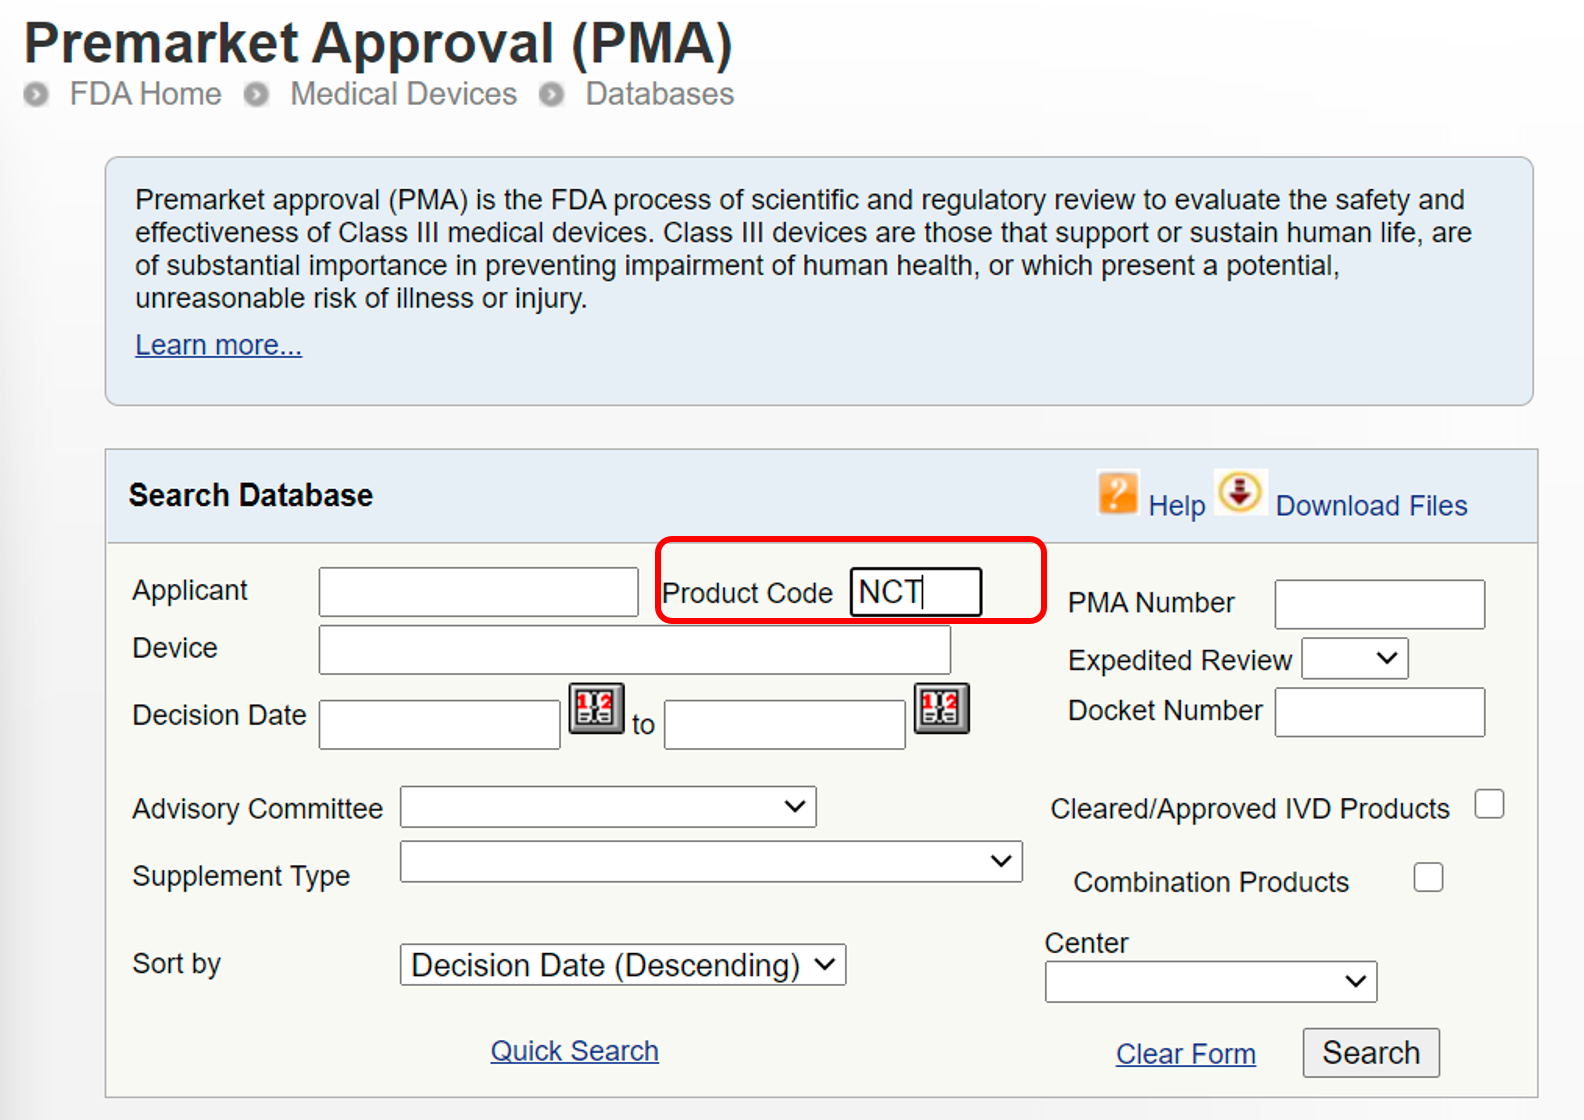 Premarket Approval (PMA)
FDA Home Medical Devices Databases
Premarket approval (PMA) is the FDA process of scientific and regulatory review to evaluate the safety and
effectiveness of Class III medical devices. Class III devices are those that support or sustain human life, are
of substantial importance in preventing impairment of human health, or which present a potential,
unreasonable risk of illness or injury.
Learn more...
Search Database
? Help Download Files
Applicant
Product Code NCT
PMA Number
Device
Expedited Review
Decision Date 12 to 12
Docket Number
Advisory Committee
Cleared/Approved IVD Products
Supplement Type
Combination Products
Center
Sort by Decision Date (Descending)
Quick Search
Clear Form Search